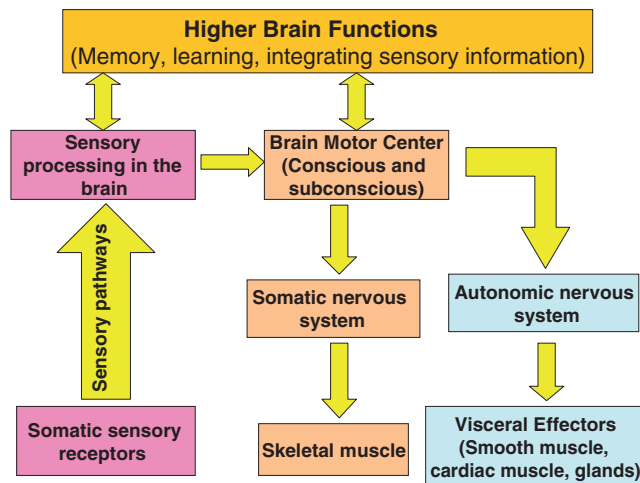 Higher Brain Functions
(Memory, learning, integrating sensory information)
Sensory
processing in the
brain
Brain Motor Center
(Conscious and
subconscious)
Sensory pathways
Somatic nervous
system
Autonomic nervous
system
Somatic sensory
receptors
Skeletal muscle
Visceral Effectors
(Smooth muscle,
cardiac muscle, glands)